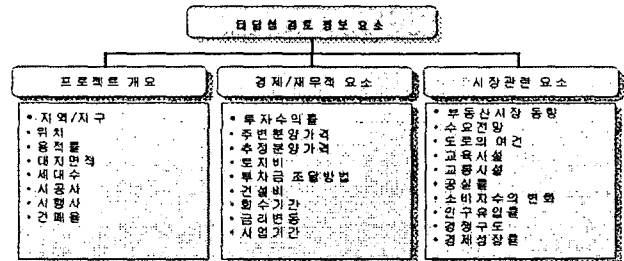 타당성 검토 정보 요소
프로젝트 개요
• 지역/지구
• 위치
• 용적률
• 대지면적
• 세대수
• 시공사
• 시행사
• 건폐율
경제/재무적 요소
• 투자수익률
• 주변분양가격
• 추정분양가격
• 토지비
• 투자금 조달방법
• 건설비
• 회수기간
• 금리변동
• 사업기간
시장관련 요소
• 부동산시장 동향
• 수요전망
• 도로의 여건
• 교육시설
• 교통시설
• 공실률
• 소비자수의 변화
• 인구유입률
• 경쟁구도
• 경제성장률